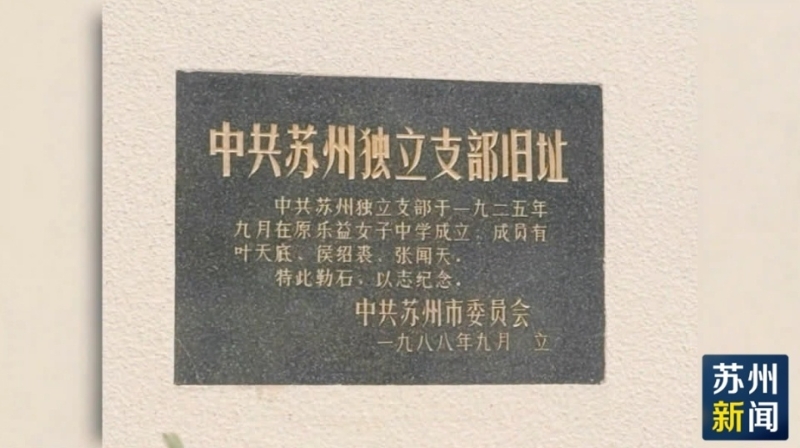 中共苏州独立支部旧址
中共苏州独立支部于一九二五年
九月在原乐益女子中学成立、成员有
叶天底、侯绍裘、张闻天.
特此勒石、以志纪念.
中共苏州市委员会
一九八八年九月 立
苏州
新闻